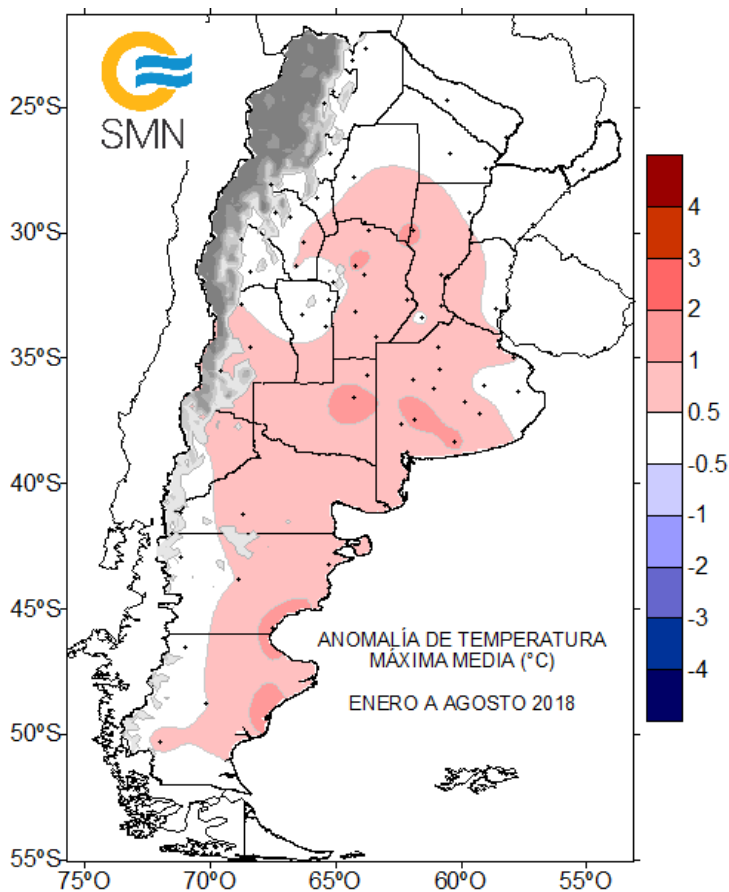 SMN
25ºS
30ºS
35ºS
40ºS
45ºS
50ºS
55ºS
75ºO
70ºO
65ºO
60ºO
55ºO
4
3
2
1
0.5
-0.5
-1
-2
-3
-4
ANOMALÍA DE TEMPERATURA
MÁXIMA MEDIA (°C)
ENERO A AGOSTO 2018